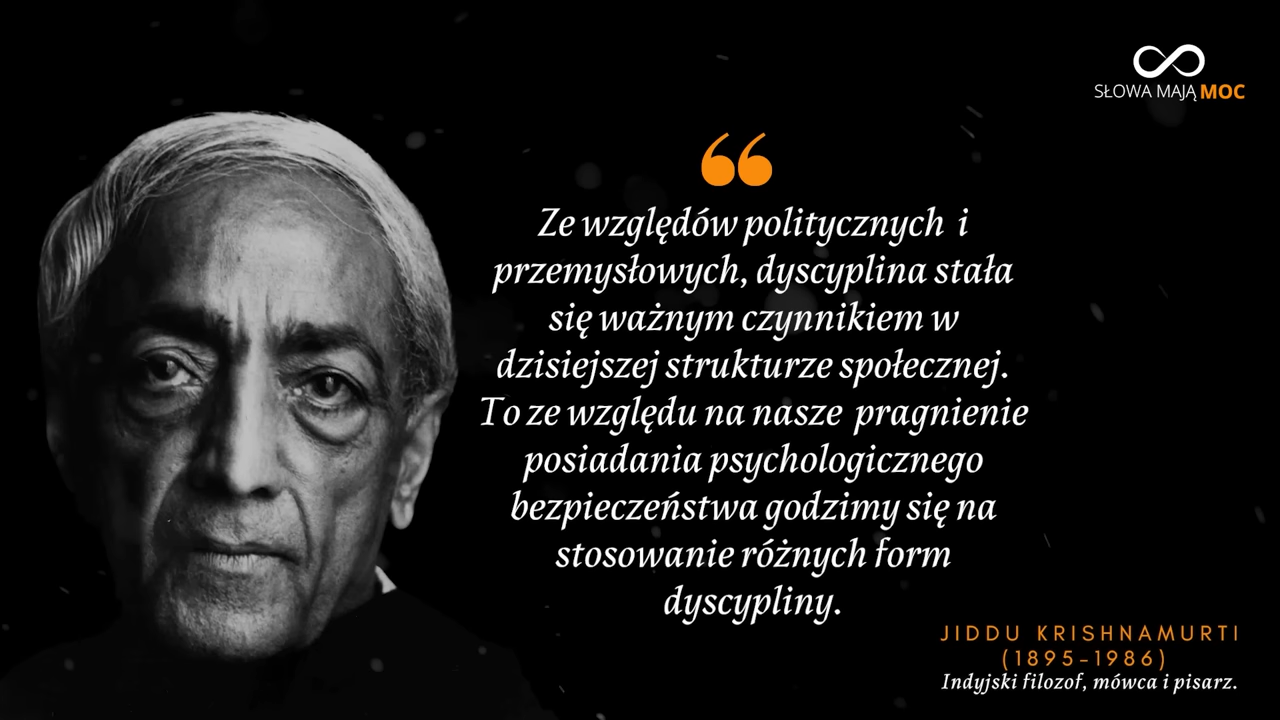 SŁOWA MAJĄ MOC
Ze względów politycznych i
przemysłowych, dyscyplina stała
się ważnym czynnikiem w
dzisiejszej strukturze społecznej.
To ze względu na nasze pragnienie
posiadania psychologicznego
bezpieczeństwa godzimy się na
stosowanie różnych form
dyscypliny.
JIDDU KRISHNAMURTI
(1895-1986)
Indyjski filozof, mówca i pisarz.